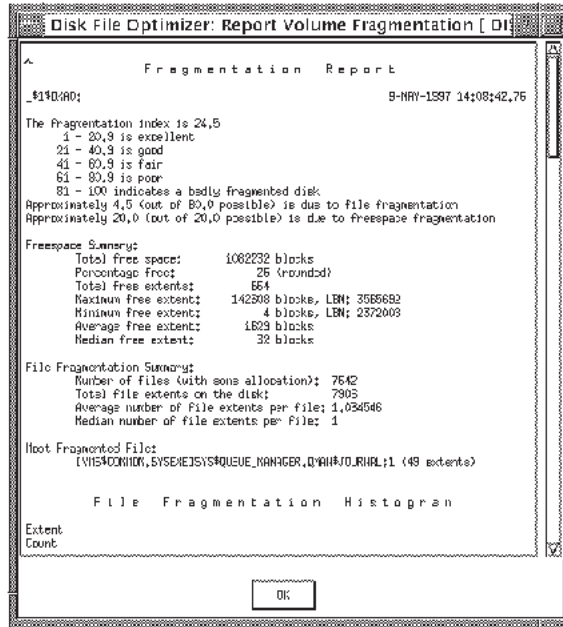 Disk File Optimizer: Report Volume Fragmentation [ DI
Fragmentation Report
_$1$DKA0: 9-MAY-1997 14:08:42.76
The fragmentation index is 24.5
1 - 20.9 is excellent
21 - 40.9 is good
41 - 60.9 is fair
61 - 80.9 is poor
81 - 100 indicates a badly fragmented disk
Approximately 4.5 (out of 80.0 possible) is due to file fragmentation
Approximately 20.0 (out of 20.0 possible) is due to freespace fragmentation
Freespace Summary:
Total free space: 1082232 blocks
Percentage free: 26 (rounded)
Total free extents: 664
Maximum free extent: 142308 blocks, LBN: 3565692
Minimum free extent: 4 blocks, LBN: 2372003
Average free extent: 1629 blocks
Median free extent: 32 blocks
File Fragmentation Summary:
Number of files (with some allocation): 7642
Total file extents on the disk: 7906
Average number of file extents per file: 1.034546
Median number of file extents per file: 1
Most Fragmented File:
[VMS$COMMON.SYSEXE]SYS$QUEUE_MANAGER.QMAN$JOURNAL;1 (49 extents)
File Fragmentation Histogram
Extent
Count
OK